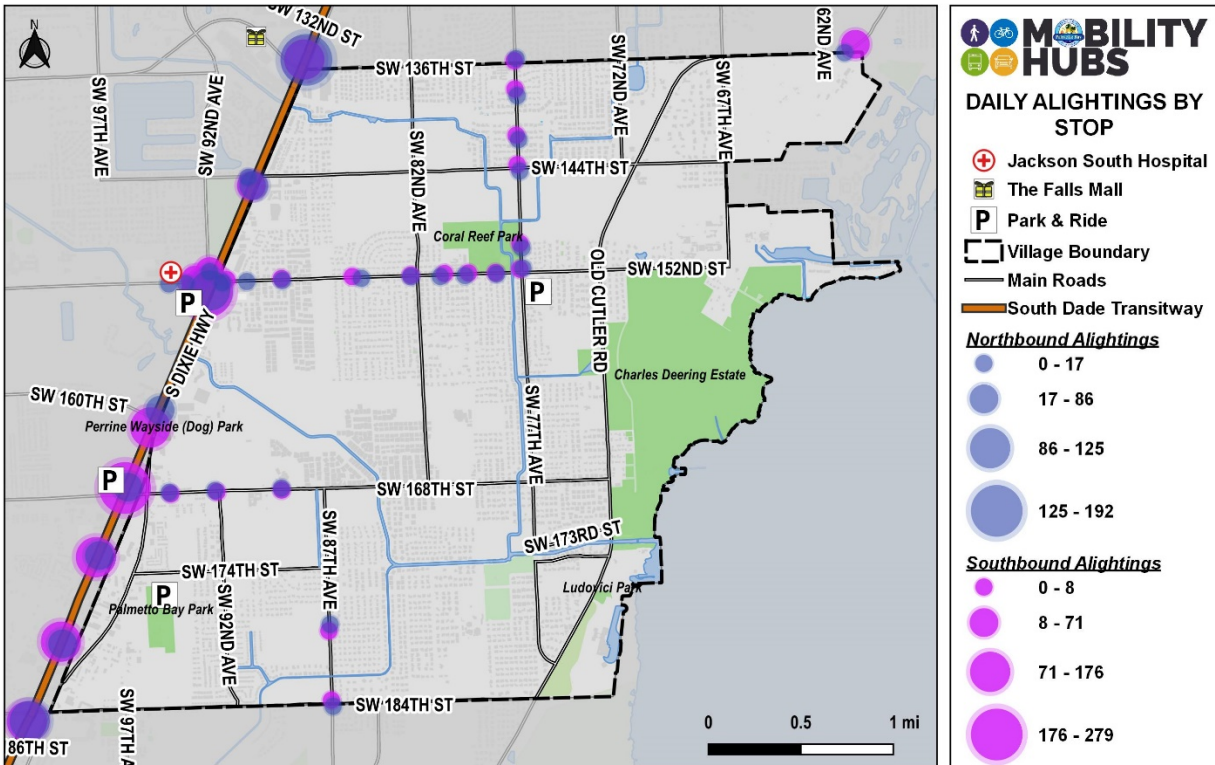 N
SW 132ND ST
62ND AVE
SW 136TH ST
SW 72ND AVE
SW 67TH AVE
SW 97TH AVE
SW 92ND AVE
SW 82ND AVE
SW 144TH ST
Coral Reef Park
OLD CUTLER RD
SW 152ND ST
P
P
S DIXIE HWY
Charles Deering Estate
SW 160TH ST
Perrine Wayside (Dog) Park
SW 77TH AVE
P
SW 168TH ST
SW 87TH AVE
SW 173RD ST
SW 174TH ST
P
Palmetto Bay Park
SW 92ND AVE
Ludovici Park
SW 184TH ST
SW 97TH A
86TH ST
0 0.5 1 mi
MOBILITY
HUBS
DAILY ALIGHTINGS BY
STOP
Jackson South Hospital
The Falls Mall
P Park & Ride
Village Boundary
Main Roads
South Dade Transitway
Northbound Alightings
0 - 17
17 - 86
86 - 125
125 - 192
Southbound Alightings
0 - 8
8 - 71
71 - 176
176 - 279